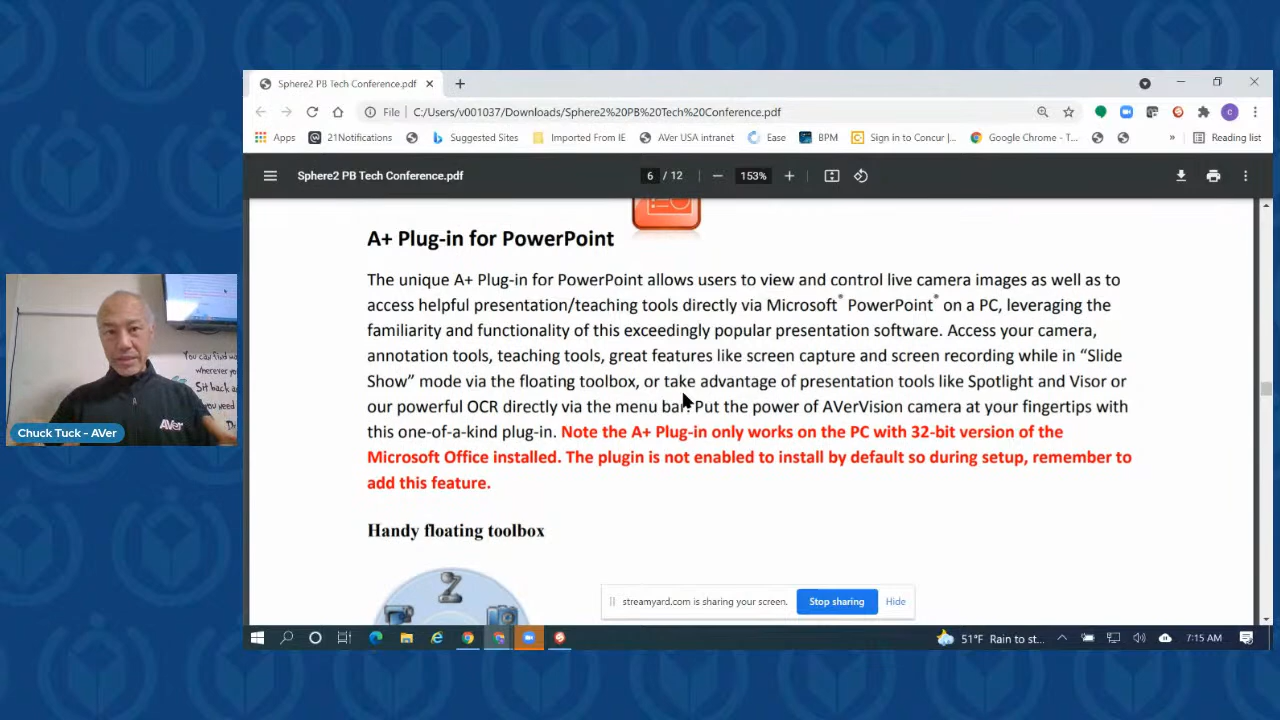 Sphere2 PB Tech Conference.pdf
File C:/Users/v001037/Downloads/Sphere2%20PB%20Tech%20Conference.pdf
Apps 21Notifications Suggested Sites Imported From IE AVer USA intranet Ease BPM Sign in to Concur |... Google Chrome - T... » Reading list
Sphere2 PB Tech Conference.pdf 6 / 12 153%
A+ Plug-in for PowerPoint
The unique A+ Plug-in for PowerPoint allows users to view and control live camera images as well as to
access helpful presentation/teaching tools directly via Microsoft® PowerPoint® on a PC, leveraging the
familiarity and functionality of this exceedingly popular presentation software. Access your camera,
annotation tools, teaching tools, great features like screen capture and screen recording while in “Slide
Show” mode via the floating toolbox, or take advantage of presentation tools like Spotlight and Visor or
our powerful OCR directly via the menu bar. Put the power of AVerVision camera at your fingertips with
this one-of-a-kind plug-in. Note the A+ Plug-in only works on the PC with 32-bit version of the
Microsoft Office installed. The plugin is not enabled to install by default so during setup, remember to
add this feature.
Handy floating toolbox
streamyard.com is sharing your screen. Stop sharing Hide
51°F Rain to st... 7:15 AM
You can find
wherever yo
Sit back a
you need
AVer
Chuck Tuck - AVer